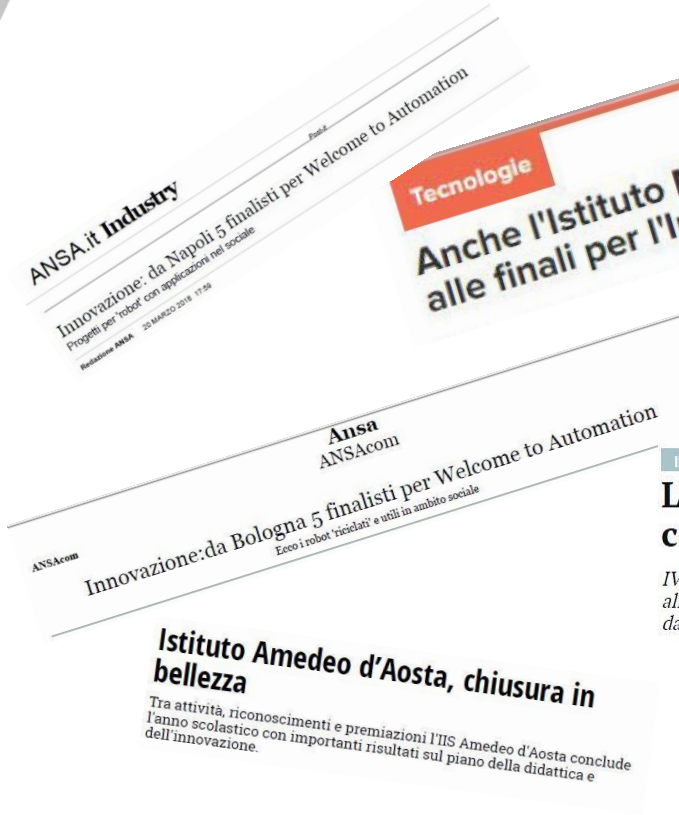 Post-it
ANSA.it Industry
Innovazione: da Napoli 5 finalisti per Welcome to Automation
Progetti per 'robot' con applicazioni nel sociale
Redazione ANSA 20 MARZO 2018 17:59
Tecnologie
Anche l'Istituto
alle finali per l'I
Ansa
ANSAcom
ANSAcom
Innovazione:da Bologna 5 finalisti per Welcome to Automation
Ecco i robot 'riciclati' e utili in ambito sociale
L
c
IV
al
da
Istituto Amedeo d'Aosta, chiusura in
bellezza
Tra attività, riconoscimenti e premiazioni l'IIS Amedeo d'Aosta conclude
l'anno scolastico con importanti risultati sul piano della didattica e
dell'innovazione.